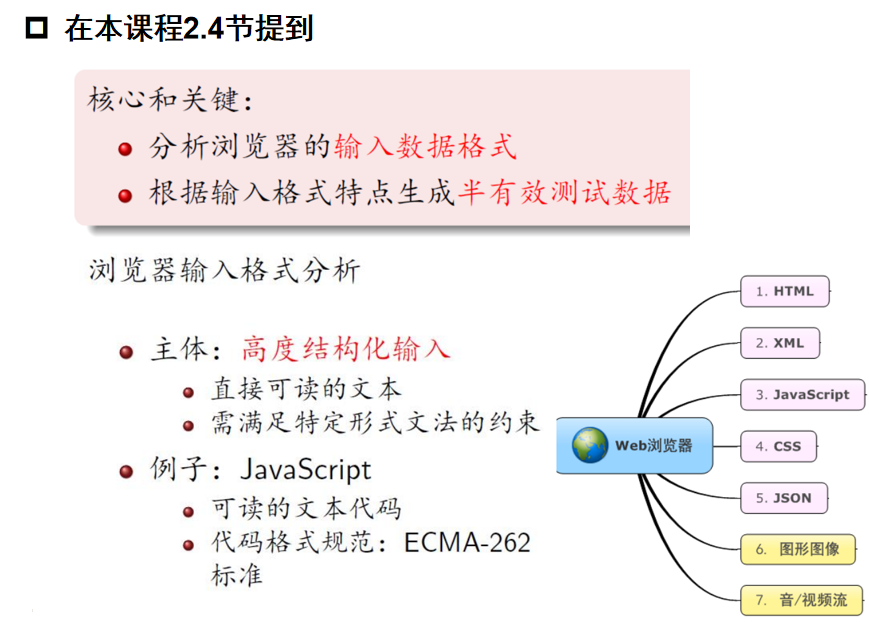 在本课程2.4节提到
核心和关键：
分析浏览器的输入数据格式
根据输入格式特点生成半有效测试数据
浏览器输入格式分析
主体：高度结构化输入
直接可读的文本
需满足特定形式文法的约束
例子：JavaScript
可读的文本代码
代码格式规范：ECMA-262
标准
Web浏览器
1. HTML
2. XML
3. JavaScript
4. CSS
5. JSON
6. 图形图像
7. 音/视频流